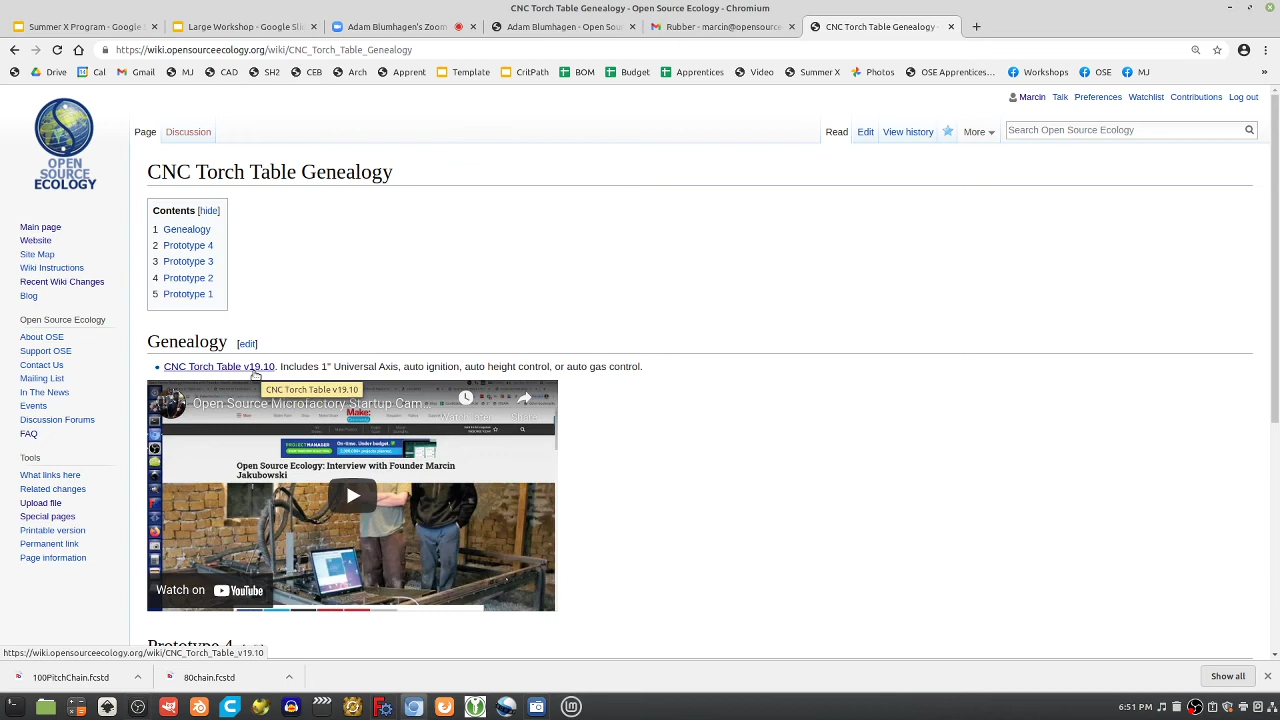 CNC Torch Table Genealogy - Open Source Ecology - Chromium
Summer X Program - Google
Large Workshop - Google Sli
Adam Blumhagen's Zoom
Adam Blumhagen - Open Sour
Rubber - marcin@opensource
CNC Torch Table Genealogy
https://wiki.opensourceecology.org/wiki/CNC_Torch_Table_Genealogy
Drive Cal Gmail MJ CAD SH2 CEB Arch Apprent Template CritPath BOM Budget Apprentices Video Summer X Photos OSE Apprentices... Workshops OSE MJ »
Marcin Talk Preferences Watchlist Contributions Log out
Page Discussion Read Edit View history More Search Open Source Ecology
OPEN
SOURCE
ECOLOGY
Main page
Website
Site Map
Wiki Instructions
Recent Wiki Changes
Blog
Open Source Ecology
About OSE
Support OSE
Contact Us
Mailing List
In The News
Events
Discussion Forums
FAQ
Tools
What links here
Related changes
Upload file
Special pages
Printable version
Permanent link
Page information
CNC Torch Table Genealogy
Contents [hide]
1 Genealogy
2 Prototype 4
3 Prototype 3
4 Prototype 2
5 Prototype 1
Genealogy [edit]
• CNC Torch Table v19.10. Includes 1" Universal Axis, auto ignition, auto height control, or auto gas control.
CNC Torch Table v19.10
Open Source Microfactory Startup Cam...
Watch later Share
Make:
PROJECTMANAGER
Open Source Ecology: Interview with Founder Marcin
Jakubowski
Watch on YouTube
Prototype 4
https://wiki.opensourceecology.org/wiki/CNC_Torch_Table_v19.10
100PitchChain.fcstd
80chain.fcstd
Show all
6:51 PM